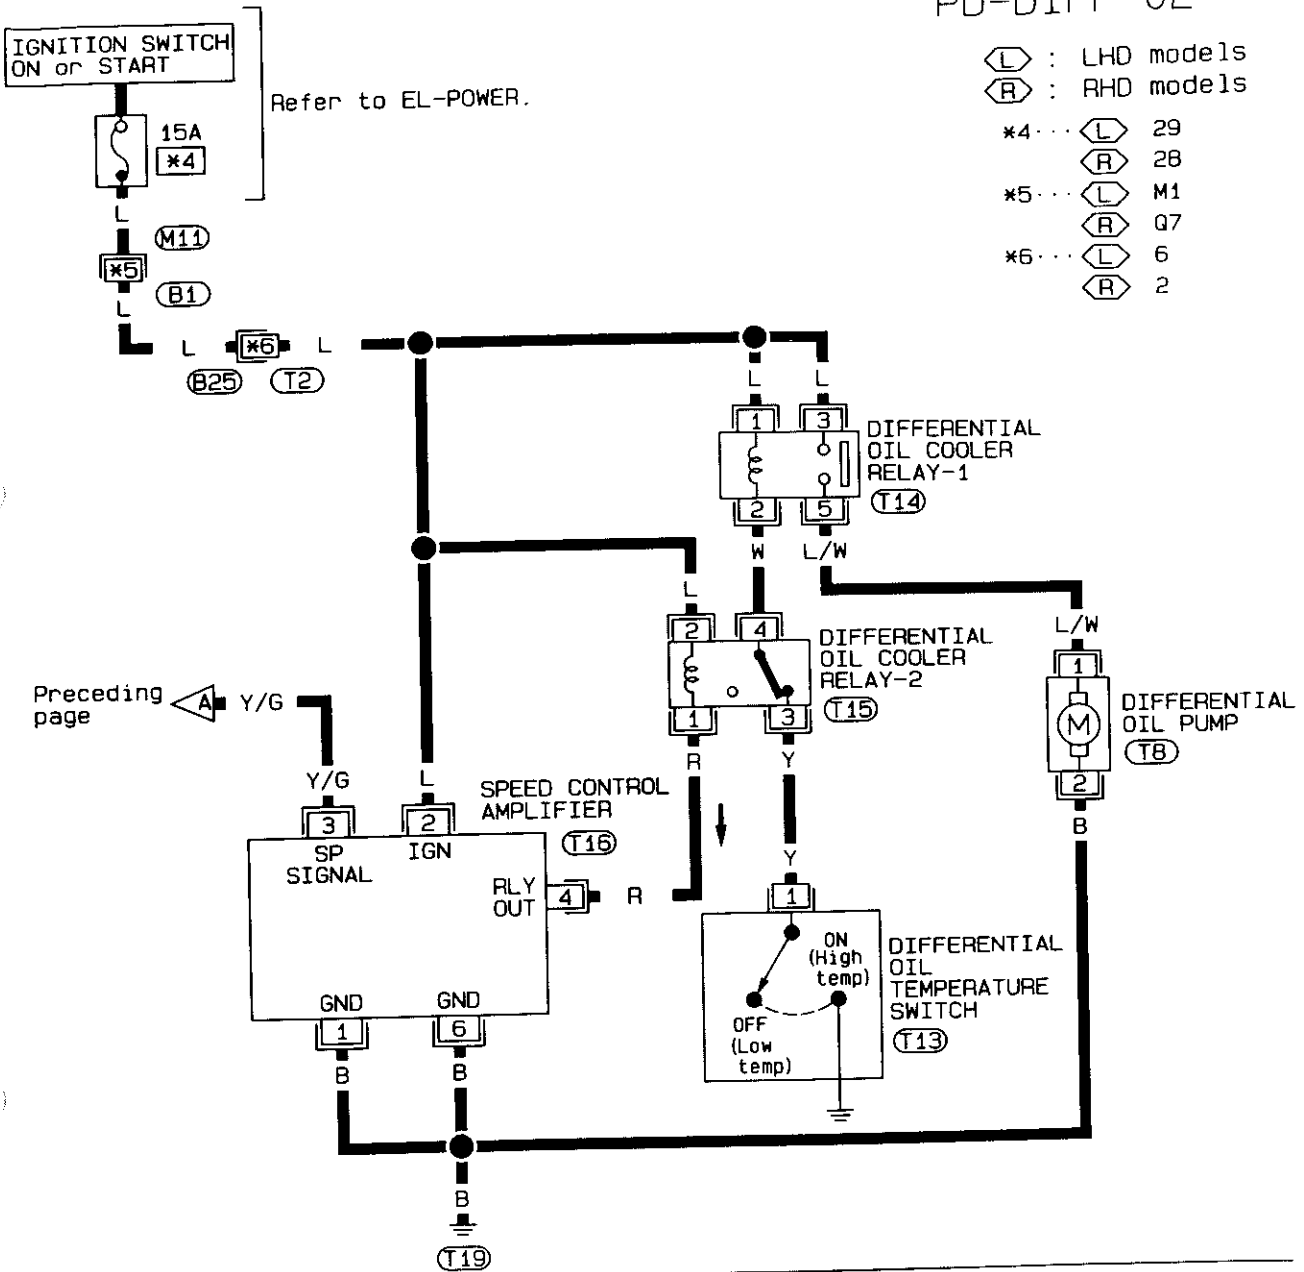 PD-DIFF-02
IGNITION SWITCH
ON or START
Refer to EL-POWER.
15A
*4
L
M11
*5
B1
L
L
*6
L
B25
T2
L : LHD models
R : RHD models
*4··· L 29
R 28
*5··· L M1
R Q7
*6··· L 6
R 2
L
L
1
3
DIFFERENTIAL
OIL COOLER
RELAY-1
T14
2
5
W
L/W
L
2
4
DIFFERENTIAL
OIL COOLER
RELAY-2
T15
1
3
R
Y
L/W
1
M
DIFFERENTIAL
OIL PUMP
T8
2
B
Preceding
page
A
Y/G
Y/G
L
3
2
SPEED CONTROL
AMPLIFIER
T16
SP
SIGNAL
IGN
RLY
OUT
4
R
Y
1
ON
(High
temp)
OFF
(Low
temp)
DIFFERENTIAL
OIL
TEMPERATURE
SWITCH
T13
GND
GND
1
6
B
B
B
T19